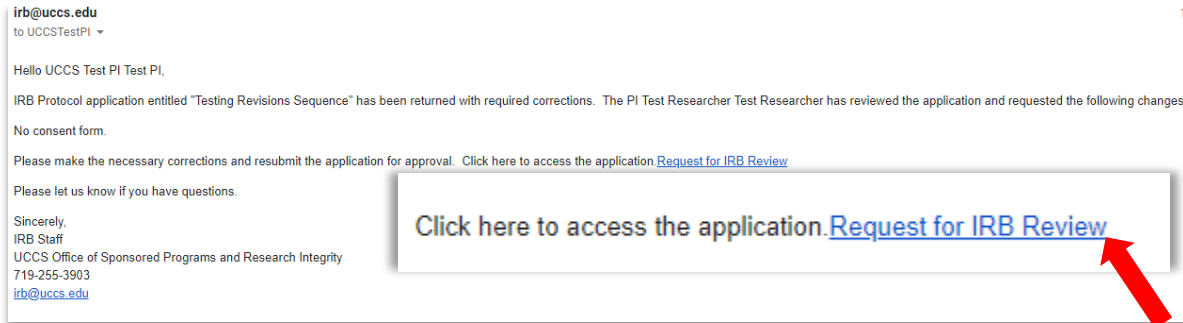 irb@uccs.edu
to UCCSTestPI
Hello UCCS Test PI Test PI,
IRB Protocol application entitled "Testing Revisions Sequence" has been returned with required corrections.  The PI Test Researcher Test Researcher has reviewed the application and requested the following changes
No consent form.
Please make the necessary corrections and resubmit the application for approval.  Click here to access the application.Request for IRB Review
Please let us know if you have questions.
Click here to access the application.Request for IRB Review
Sincerely,
IRB Staff
UCCS Office of Sponsored Programs and Research Integrity
719-255-3903
irb@uccs.edu